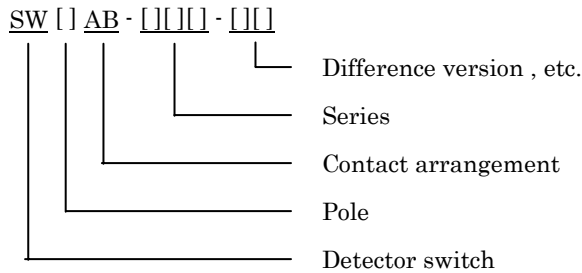 SW [ ] AB - [ ][ ][ ] - [ ][ ]
Difference version , etc.
Series
Contact arrangement
Pole
Detector switch